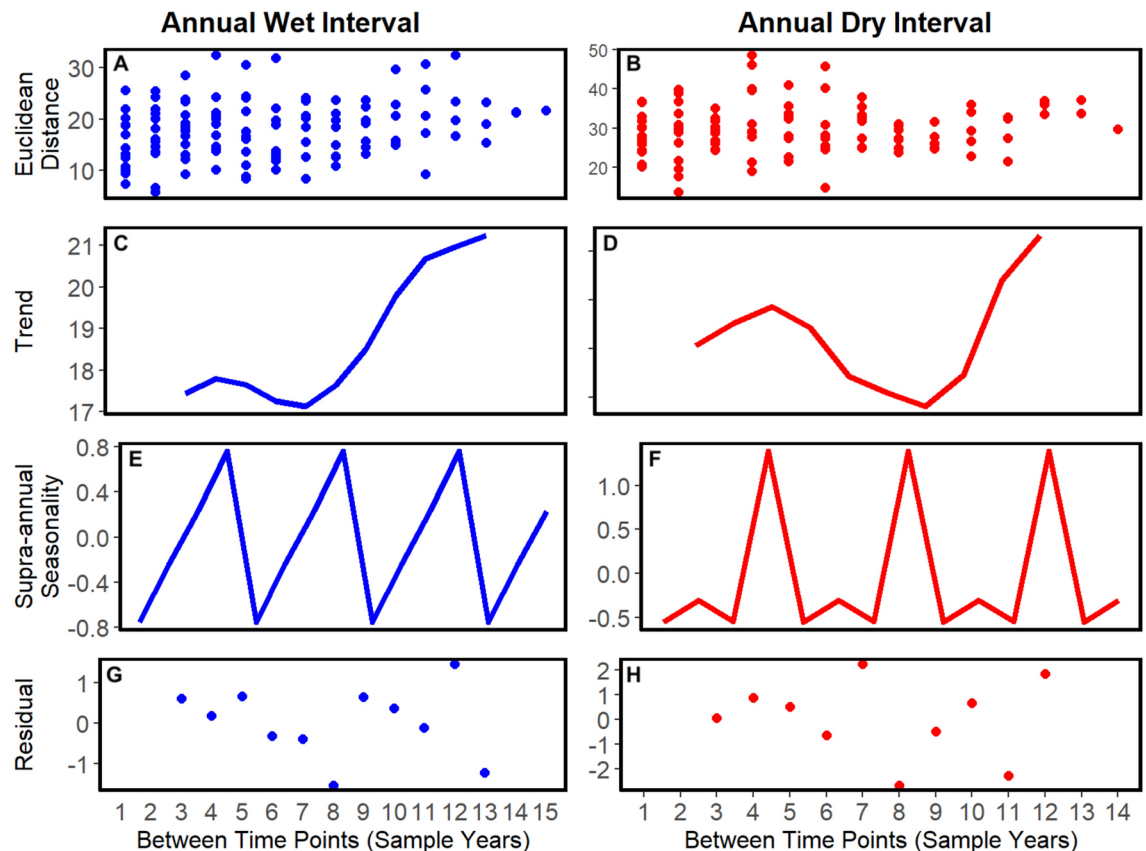 Annual Wet Interval
Annual Dry Interval
Euclidean
Distance
A
30
20
10
B
50
40
30
20
Trend
C
21
20
19
18
17
D
Supra-annual
Seasonality
E
0.8
0.4
0.0
-0.4
-0.8
F
1.0
0.5
0.0
-0.5
Residual
G
1
0
-1
H
2
1
0
-1
-2
1 2 3 4 5 6 7 8 9 10 11 12 13 14 15
1 2 3 4 5 6 7 8 9 10 11 12 13 14
Between Time Points (Sample Years)
Between Time Points (Sample Years)